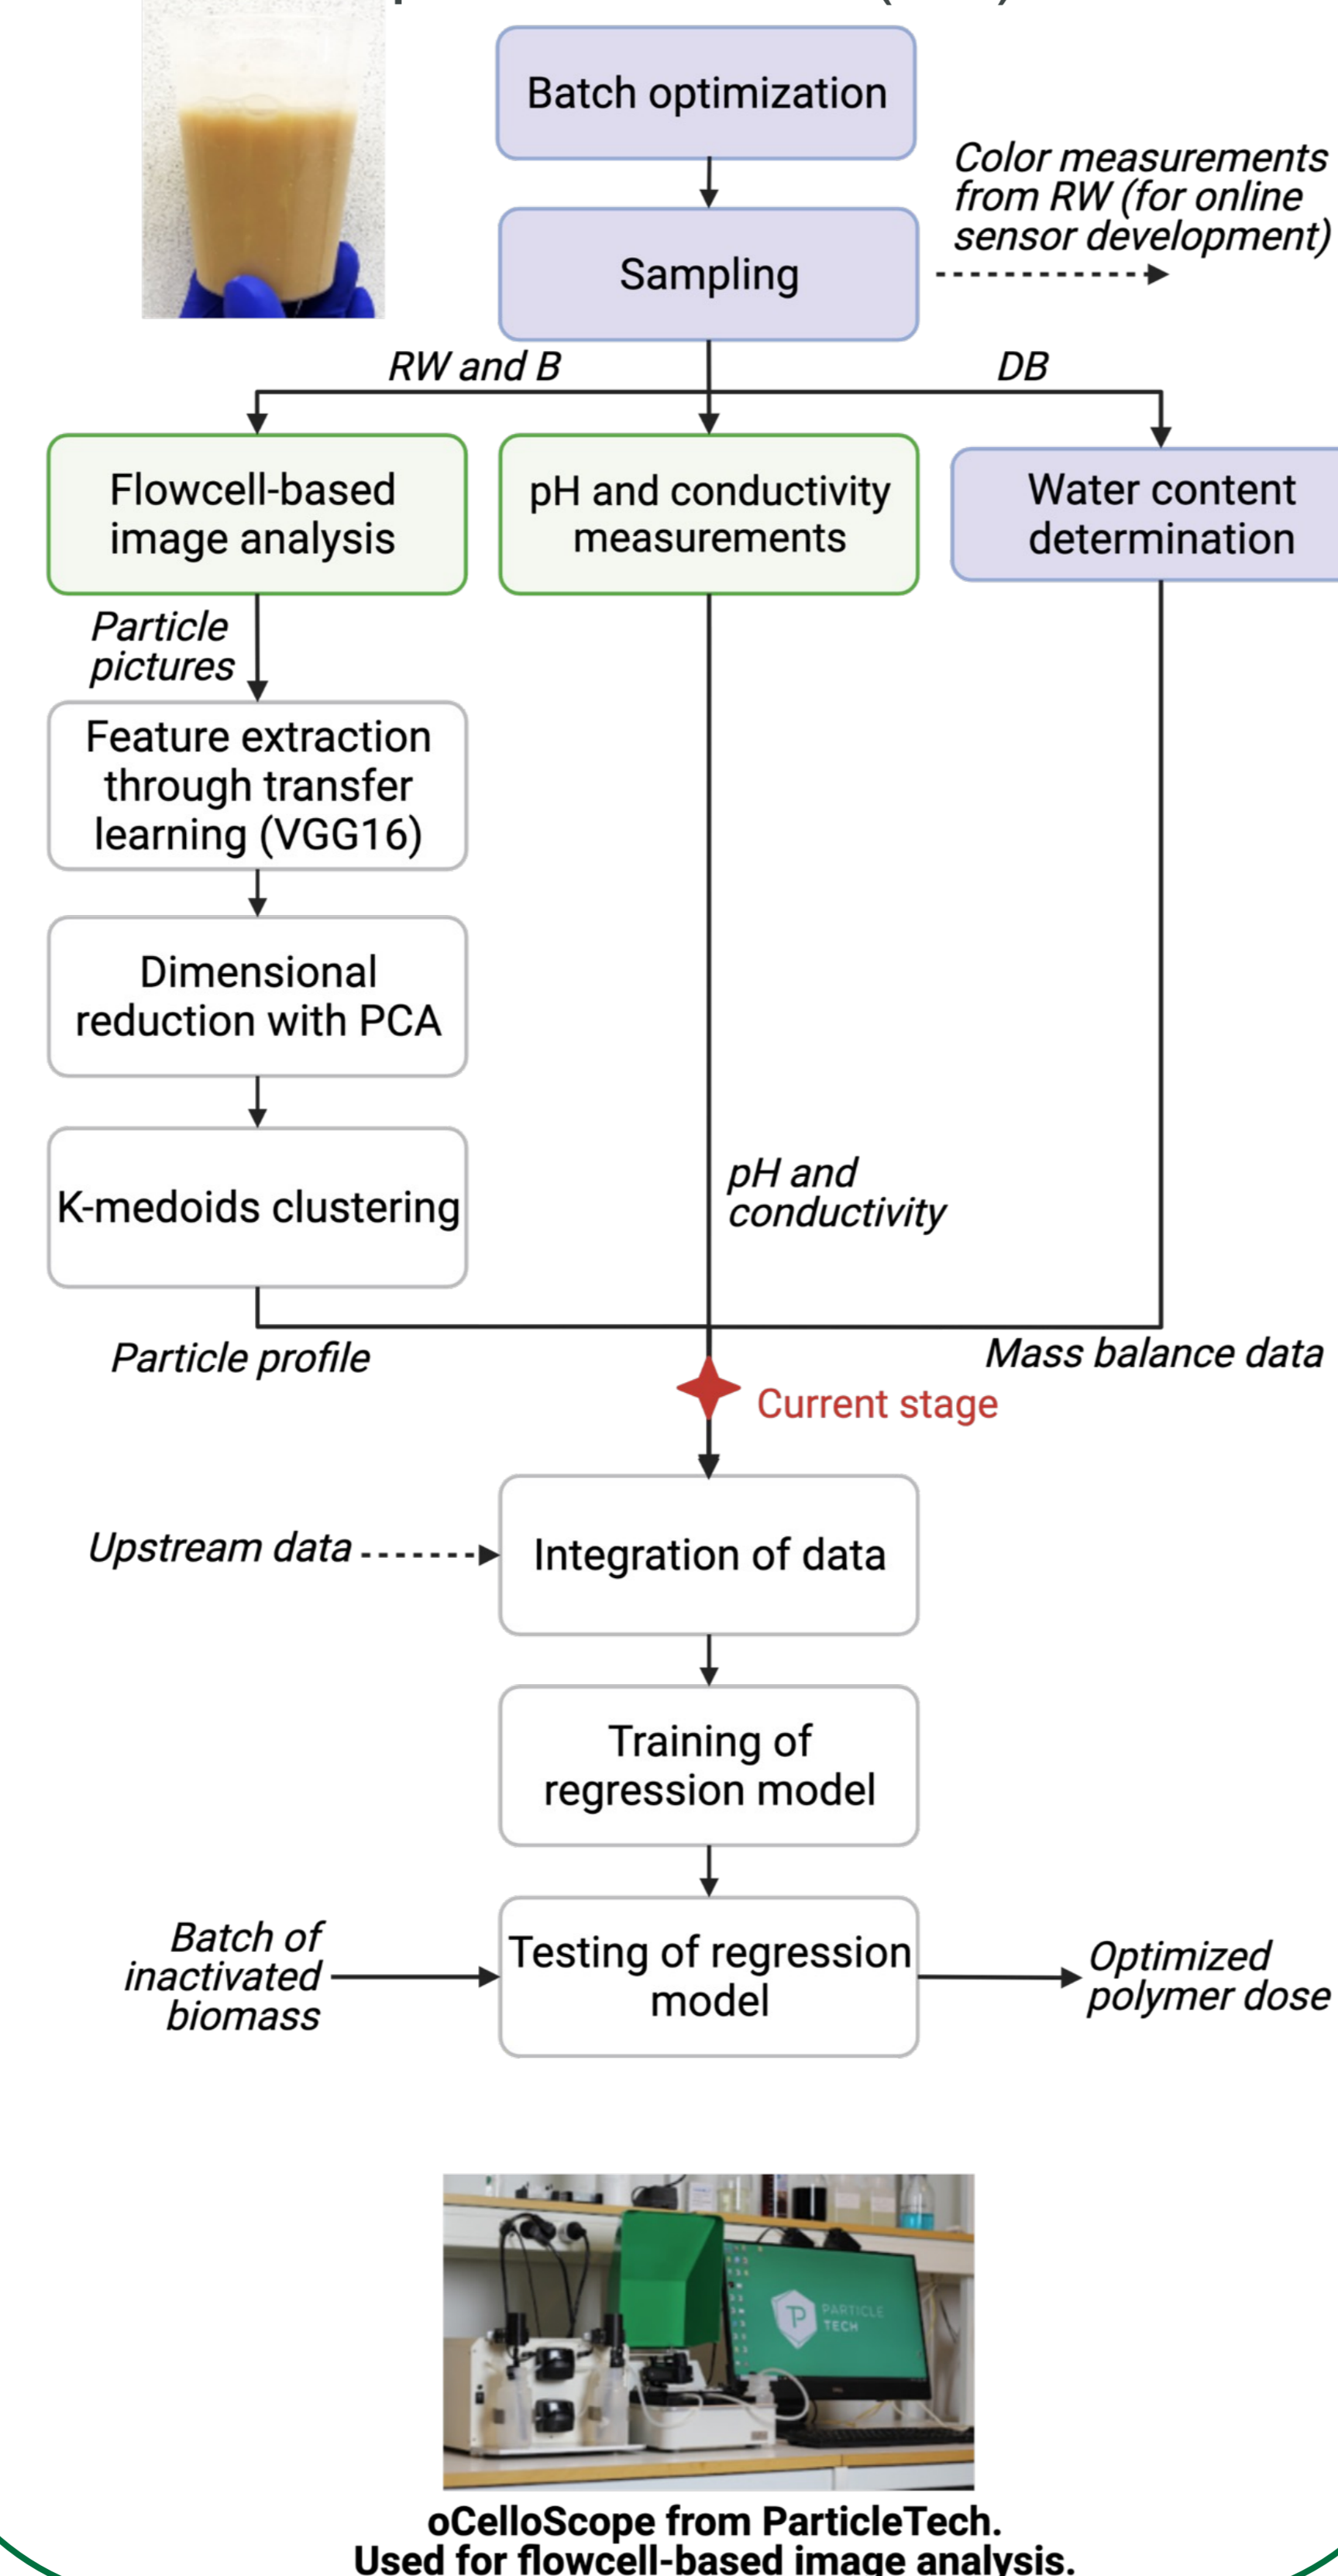 Batch optimization
Color measurements
from RW (for online
sensor development)
Sampling
RW and B
DB
Flowcell-based
image analysis
pH and conductivity
measurements
Water content
determination
Particle
pictures
Feature extraction
through transfer
learning (VGG16)
Dimensional
reduction with PCA
K-medoids clustering
pH and
conductivity
Particle profile
Mass balance data
Current stage
Upstream data
Integration of data
Training of
regression model
Batch of
inactivated
biomass
Testing of regression
model
Optimized
polymer dose
PARTICLE
TECH
oCelloScope from ParticleTech.
Used for flowcell-based image analysis.